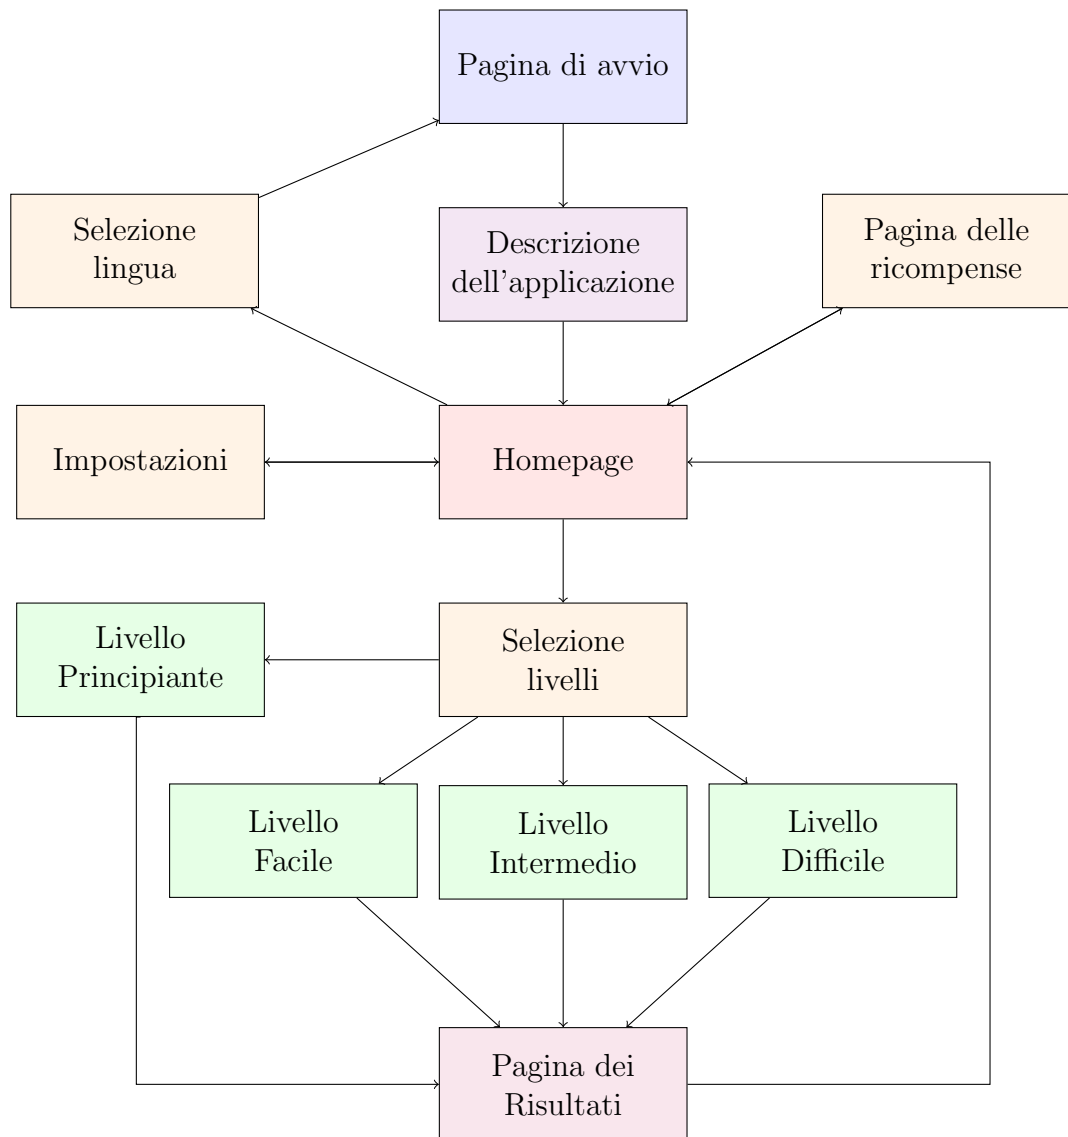 Pagina di avvio
Selezione
lingua
Descrizione
dell'applicazione
Pagina delle
ricompense
Impostazioni
Homepage
Livello
Principiante
Selezione
livelli
Livello
Facile
Livello
Intermedio
Livello
Difficile
Pagina dei
Risultati